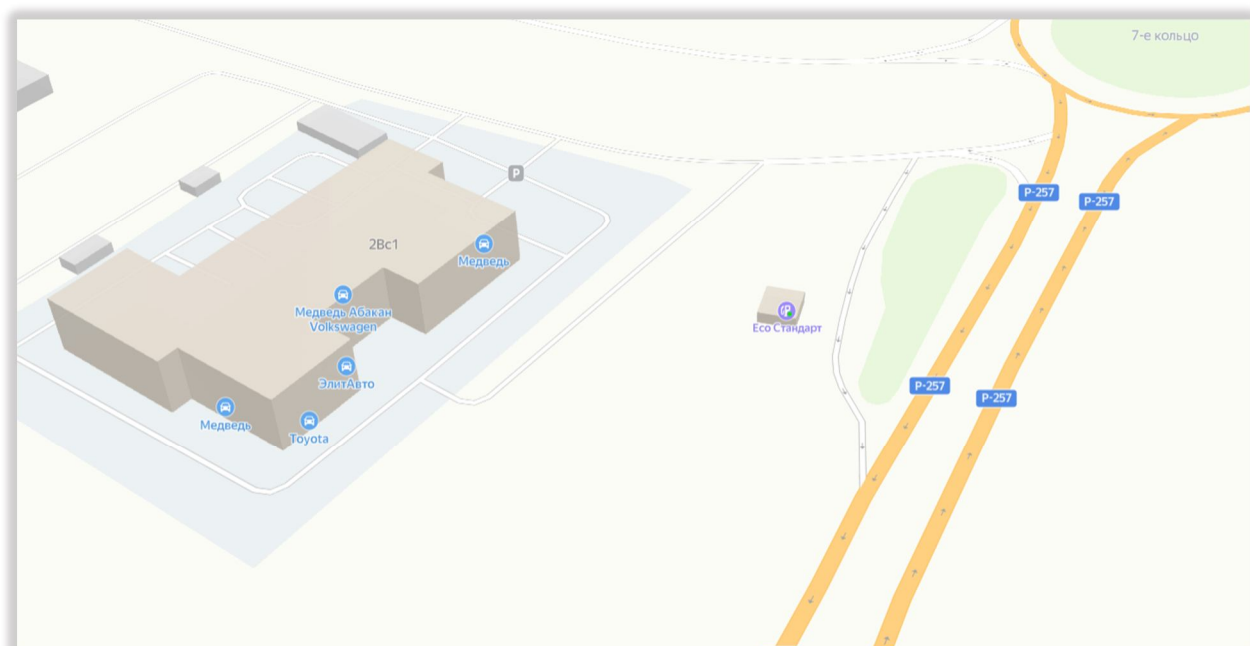 7-е кольцо
P
P-257
P-257
2Вс1
Медведь
Медведь Абакан
Volkswagen
Eco Стандарт
ЭлитАвто
P-257
P-257
Медведь
Toyota